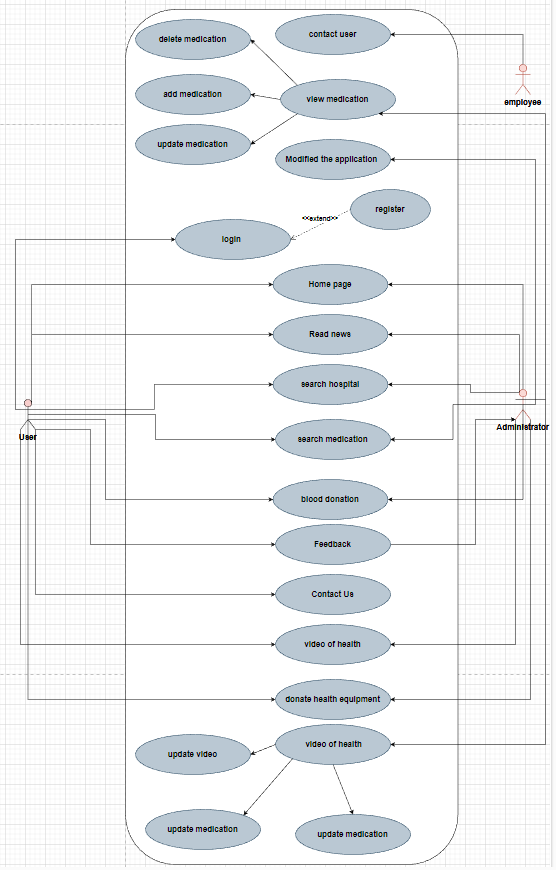 delete medication
contact user
add medication
view medication
employee
update medication
Modified the application
register
<<extend>>
login
Home page
Read news
search hospital
User
Administrator
search medication
blood donation
Feedback
Contact Us
video of health
donate health equipment
video of health
update video
update medication
update medication